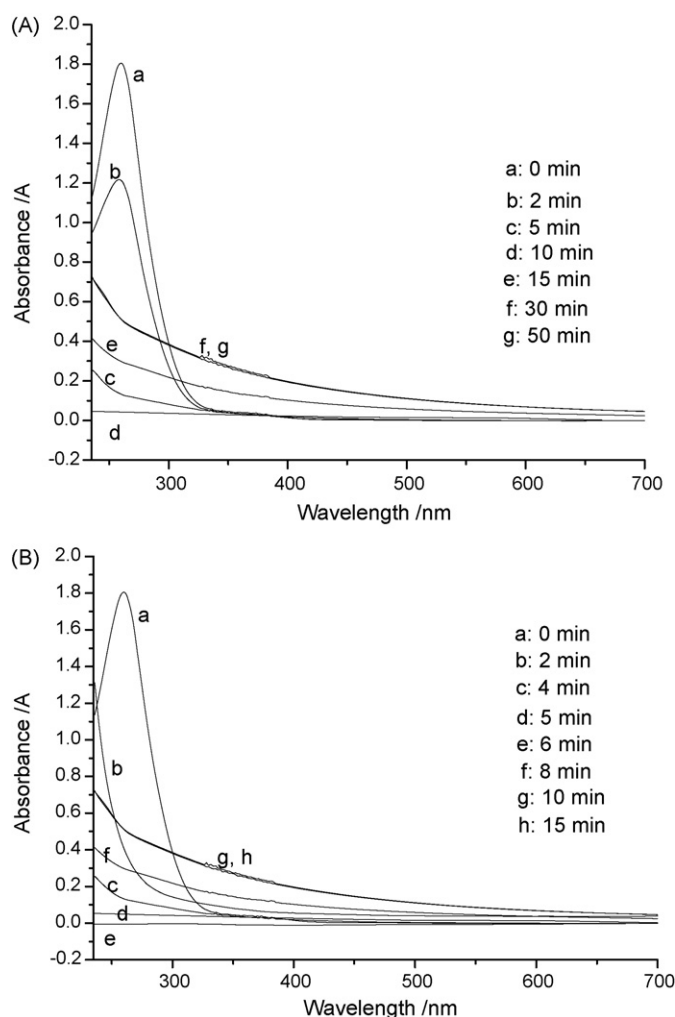 (A)
2.0
1.8
1.6
1.4
1.2
1.0
0.8
0.6
0.4
0.2
0.0
-0.2
Absorbance /A
a
b
f, g
e
c
d
a: 0 min
b: 2 min
c: 5 min
d: 10 min
e: 15 min
f: 30 min
g: 50 min
300 400 500 600 700
Wavelength /nm
(B)
2.0
1.8
1.6
1.4
1.2
1.0
0.8
0.6
0.4
0.2
0.0
-0.2
Absorbance /A
a
b
g, h
f
c
d
e
a: 0 min
b: 2 min
c: 4 min
d: 5 min
e: 6 min
f: 8 min
g: 10 min
h: 15 min
300 400 500 600 700
Wavelength /nm